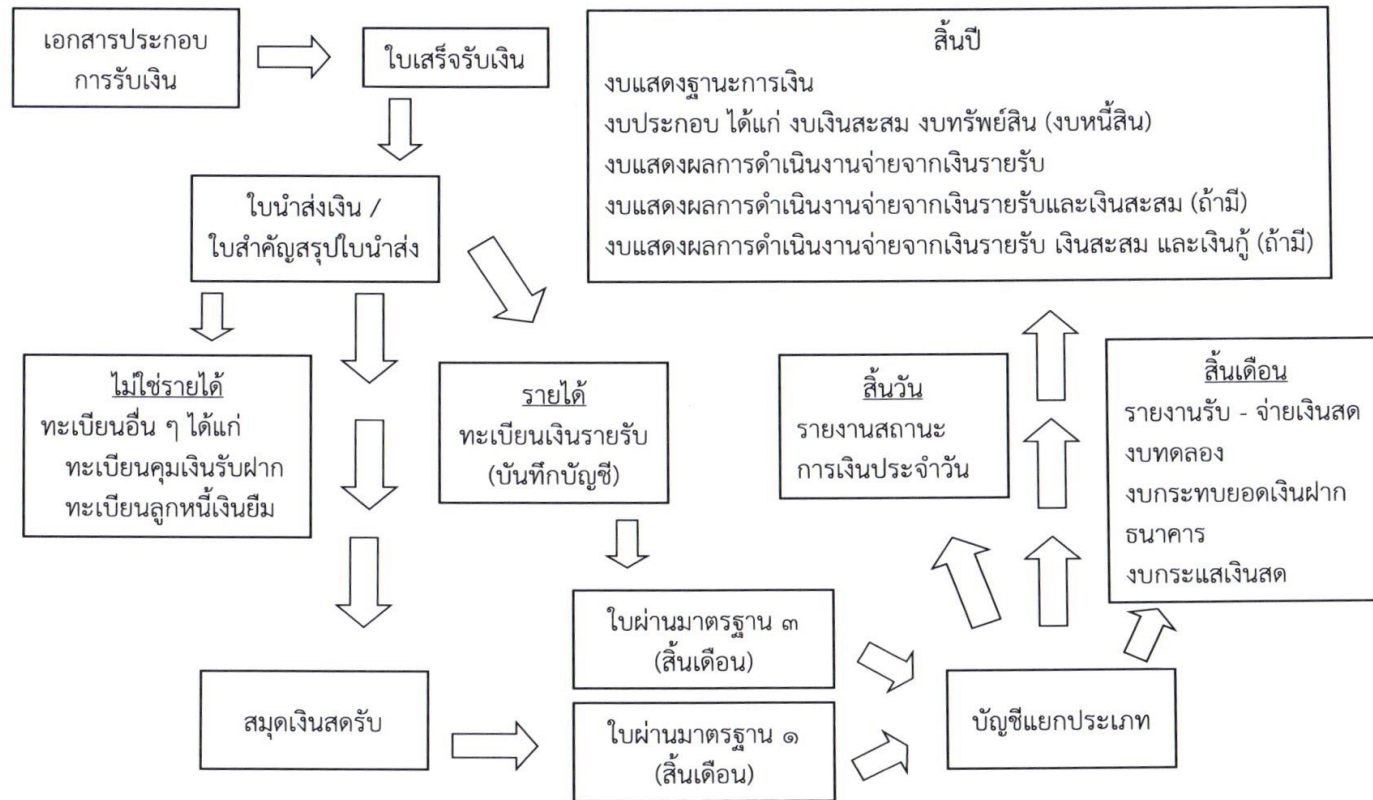 เอกสารประกอบ
การรับเงิน
ใบเสร็จรับเงิน
สิ้นปี
งบแสดงฐานะการเงิน
งบประกอบ ได้แก่ งบเงินสะสม งบทรัพย์สิน (งบหนี้สิน)
งบแสดงผลการดำเนินงานจ่ายจากเงินรายรับ
งบแสดงผลการดำเนินงานจ่ายจากเงินรายรับและเงินสะสม (ถ้ามี)
งบแสดงผลการดำเนินงานจ่ายจากเงินรายรับ เงินสะสม และเงินกู้ (ถ้ามี)
ใบนำส่งเงิน /
ใบสำคัญสรุปใบนำส่ง
ไม่ใช่รายได้
ทะเบียนอื่น ๆ ได้แก่
ทะเบียนคุมเงินรับฝาก
ทะเบียนลูกหนี้เงินยืม
รายได้
ทะเบียนเงินรายรับ
(บันทึกบัญชี)
สิ้นวัน
รายงานสถานะ
การเงินประจำวัน
สิ้นเดือน
รายงานรับ - จ่ายเงินสด
งบทดลอง
งบกระทบยอดเงินฝาก
ธนาคาร
งบกระแสเงินสด
ใบผ่านมาตรฐาน ๓
(สิ้นเดือน)
สมุดเงินสดรับ
ใบผ่านมาตรฐาน ๑
(สิ้นเดือน)
บัญชีแยกประเภท